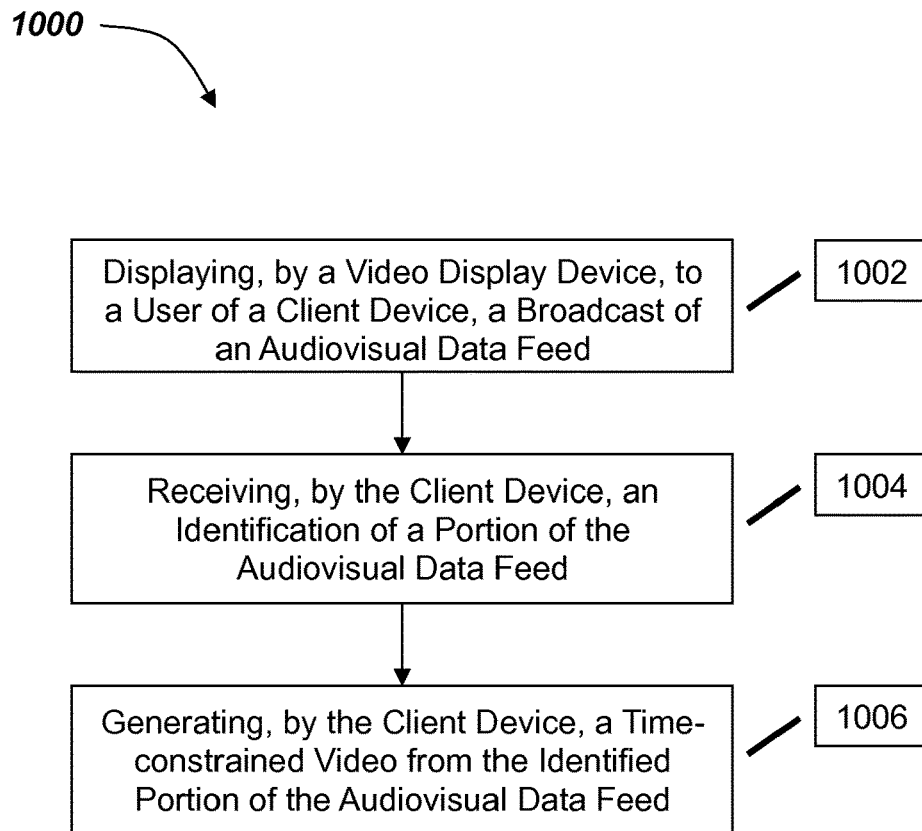 1000
Displaying, by a Video Display Device, to
a User of a Client Device, a Broadcast of
an Audiovisual Data Feed
1002
Receiving, by the Client Device, an
Identification of a Portion of the
Audiovisual Data Feed
1004
Generating, by the Client Device, a Time-
constrained Video from the Identified
Portion of the Audiovisual Data Feed
1006